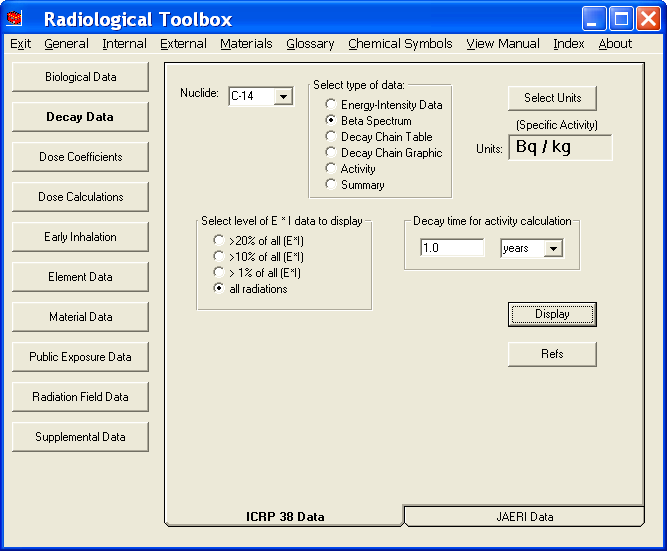 Radiological Toolbox
Exit General Internal External Materials Glossary Chemical Symbols View Manual Index About
Biological Data
Decay Data
Dose Coefficients
Dose Calculations
Early Inhalation
Element Data
Material Data
Public Exposure Data
Radiation Field Data
Supplemental Data
Nuclide: C-14
Select type of data:
Energy-Intensity Data
Beta Spectrum
Decay Chain Table
Decay Chain Graphic
Activity
Summary
Select Units
(Specific Activity)
Units: Bq / kg
Select level of E * I data to display
>20% of all (E*I)
>10% of all (E*I)
> 1% of all (E*I)
all radiations
Decay time for activity calculation
1.0 years
Display
Refs
ICRP 38 Data
JAERI Data